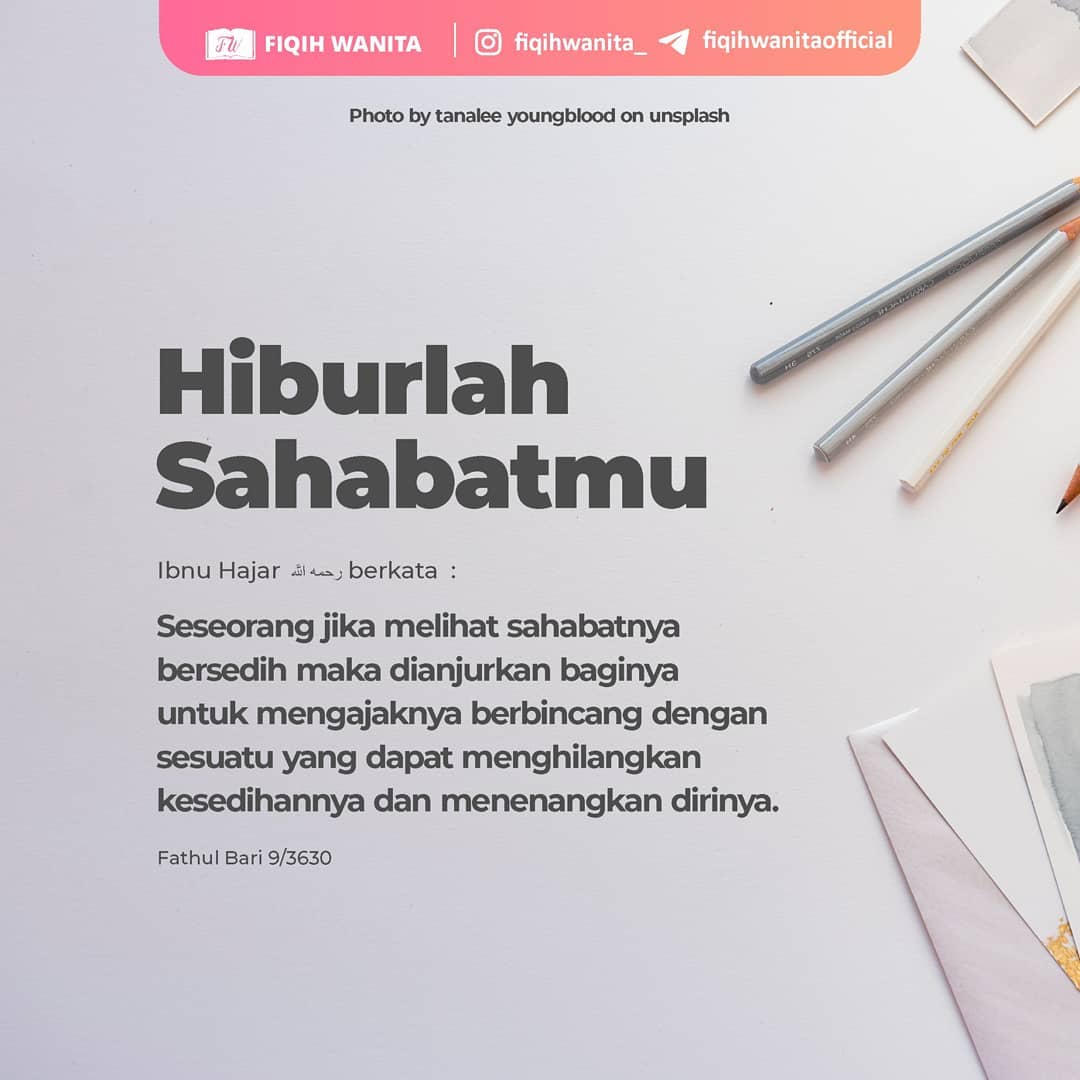 FW FIQIH WANITA fiqihwanita_ fiqihwanitaofficial
Photo by tanalee youngblood on unsplash
Hiburlah
Sahabatmu
Ibnu Hajar رحمه الله berkata :
Seseorang jika melihat sahabatnya
bersedih maka dianjurkan baginya
untuk mengajaknya berbincang dengan
sesuatu yang dapat menghilangkan
kesedihannya dan menenangkan dirinya.
Fathul Bari 9/3630